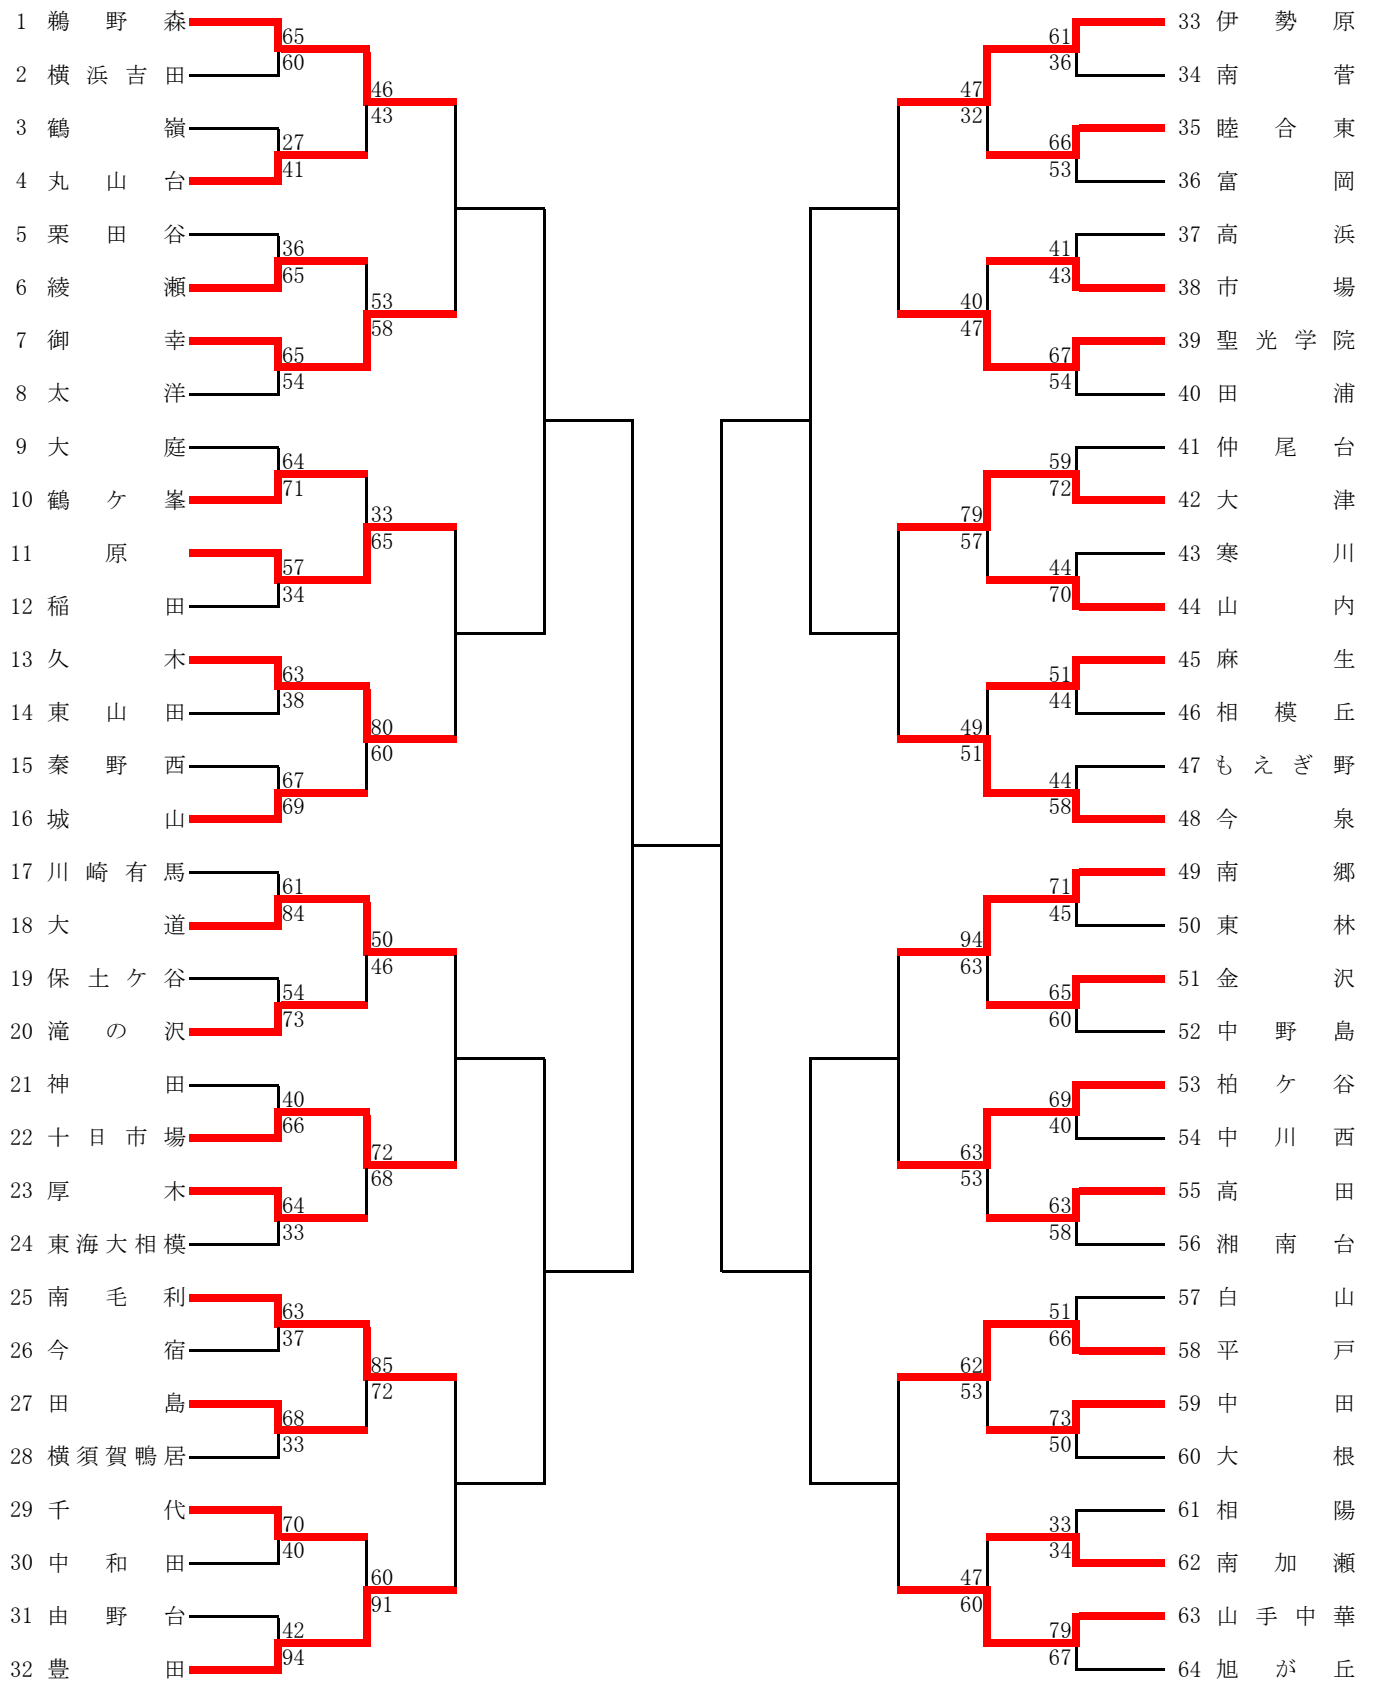 1 鵜野森
65
60
2 横浜吉田
46
43
3 鶴嶺
27
41
4 丸山台
5 栗田谷
36
65
6 綾瀬
53
58
7 御幸
65
54
8 太洋
9 大庭
64
71
10 鶴ケ峯
33
65
11 原
57
34
12 稲田
13 久木
63
38
14 東山田
80
60
15 秦野西
67
69
16 城山
17 川崎有馬
61
84
18 大道
50
46
19 保土ケ谷
54
73
20 滝の沢
21 神田
40
66
22 十日市場
72
68
23 厚木
64
33
24 東海大相模
25 南毛利
63
37
26 今宿
85
72
27 田島
68
33
28 横須賀鴨居
29 千代
70
40
30 中和田
60
91
31 由野台
42
94
32 豊田
33 伊勢原
61
36
34 南菅
47
32
35 睦合東
66
53
36 富岡
37 高浜
41
43
38 市場
40
47
39 聖光学院
67
54
40 田浦
41 仲尾台
59
72
42 大津
79
57
43 寒川
44
70
44 山内
45 麻生
51
44
46 相模丘
49
51
47 もえぎ野
44
58
48 今泉
49 南郷
71
45
50 東林
94
63
51 金沢
65
60
52 中野島
53 柏ケ谷
69
40
54 中川西
63
53
55 高田
63
58
56 湘南台
57 白山
51
66
58 平戸
62
53
59 中田
73
50
60 大根
61 相陽
33
34
62 南加瀬
47
60
63 山手中華
79
67
64 旭が丘